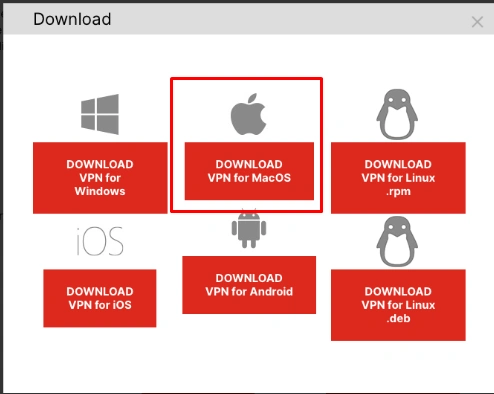 Download
DOWNLOAD
VPN for
Windows
DOWNLOAD
VPN for MacOS
DOWNLOAD
VPN for Linux
.rpm
iOS
DOWNLOAD
VPN for iOS
DOWNLOAD
VPN for Android
DOWNLOAD
VPN for Linux
.deb